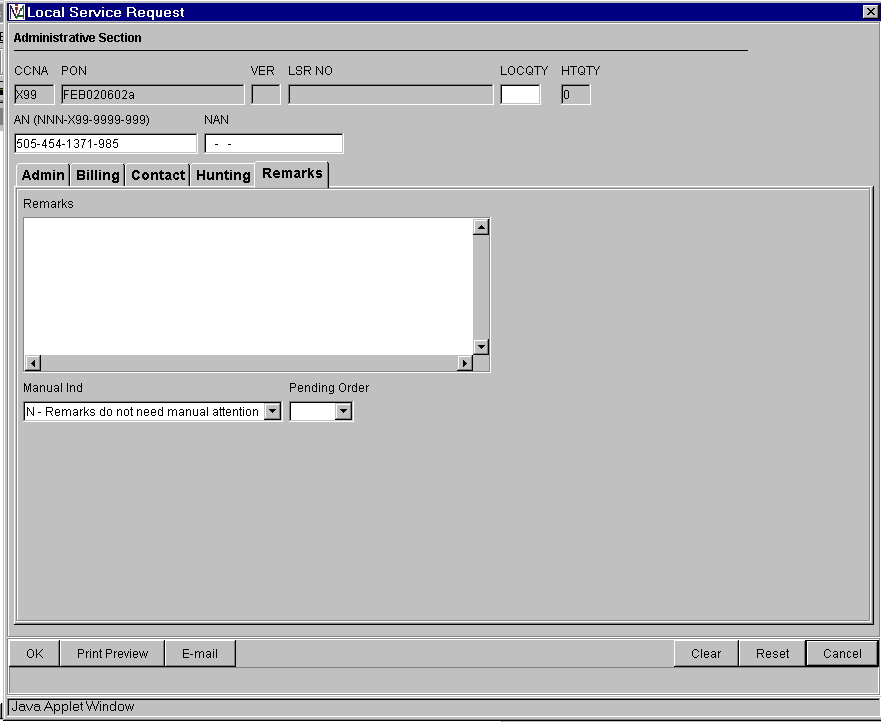 Local Service Request
Administrative Section
CCNA PON VER LSR NO LOCQTY HTQTY
X99 FEB020602a 0
AN (NNN-X99-9999-999) NAN
505-454-1371-985 - -
Admin Billing Contact Hunting Remarks
Remarks
Manual Ind Pending Order
N - Remarks do not need manual attention
OK Print Preview E-mail Clear Reset Cancel
Java Applet Window